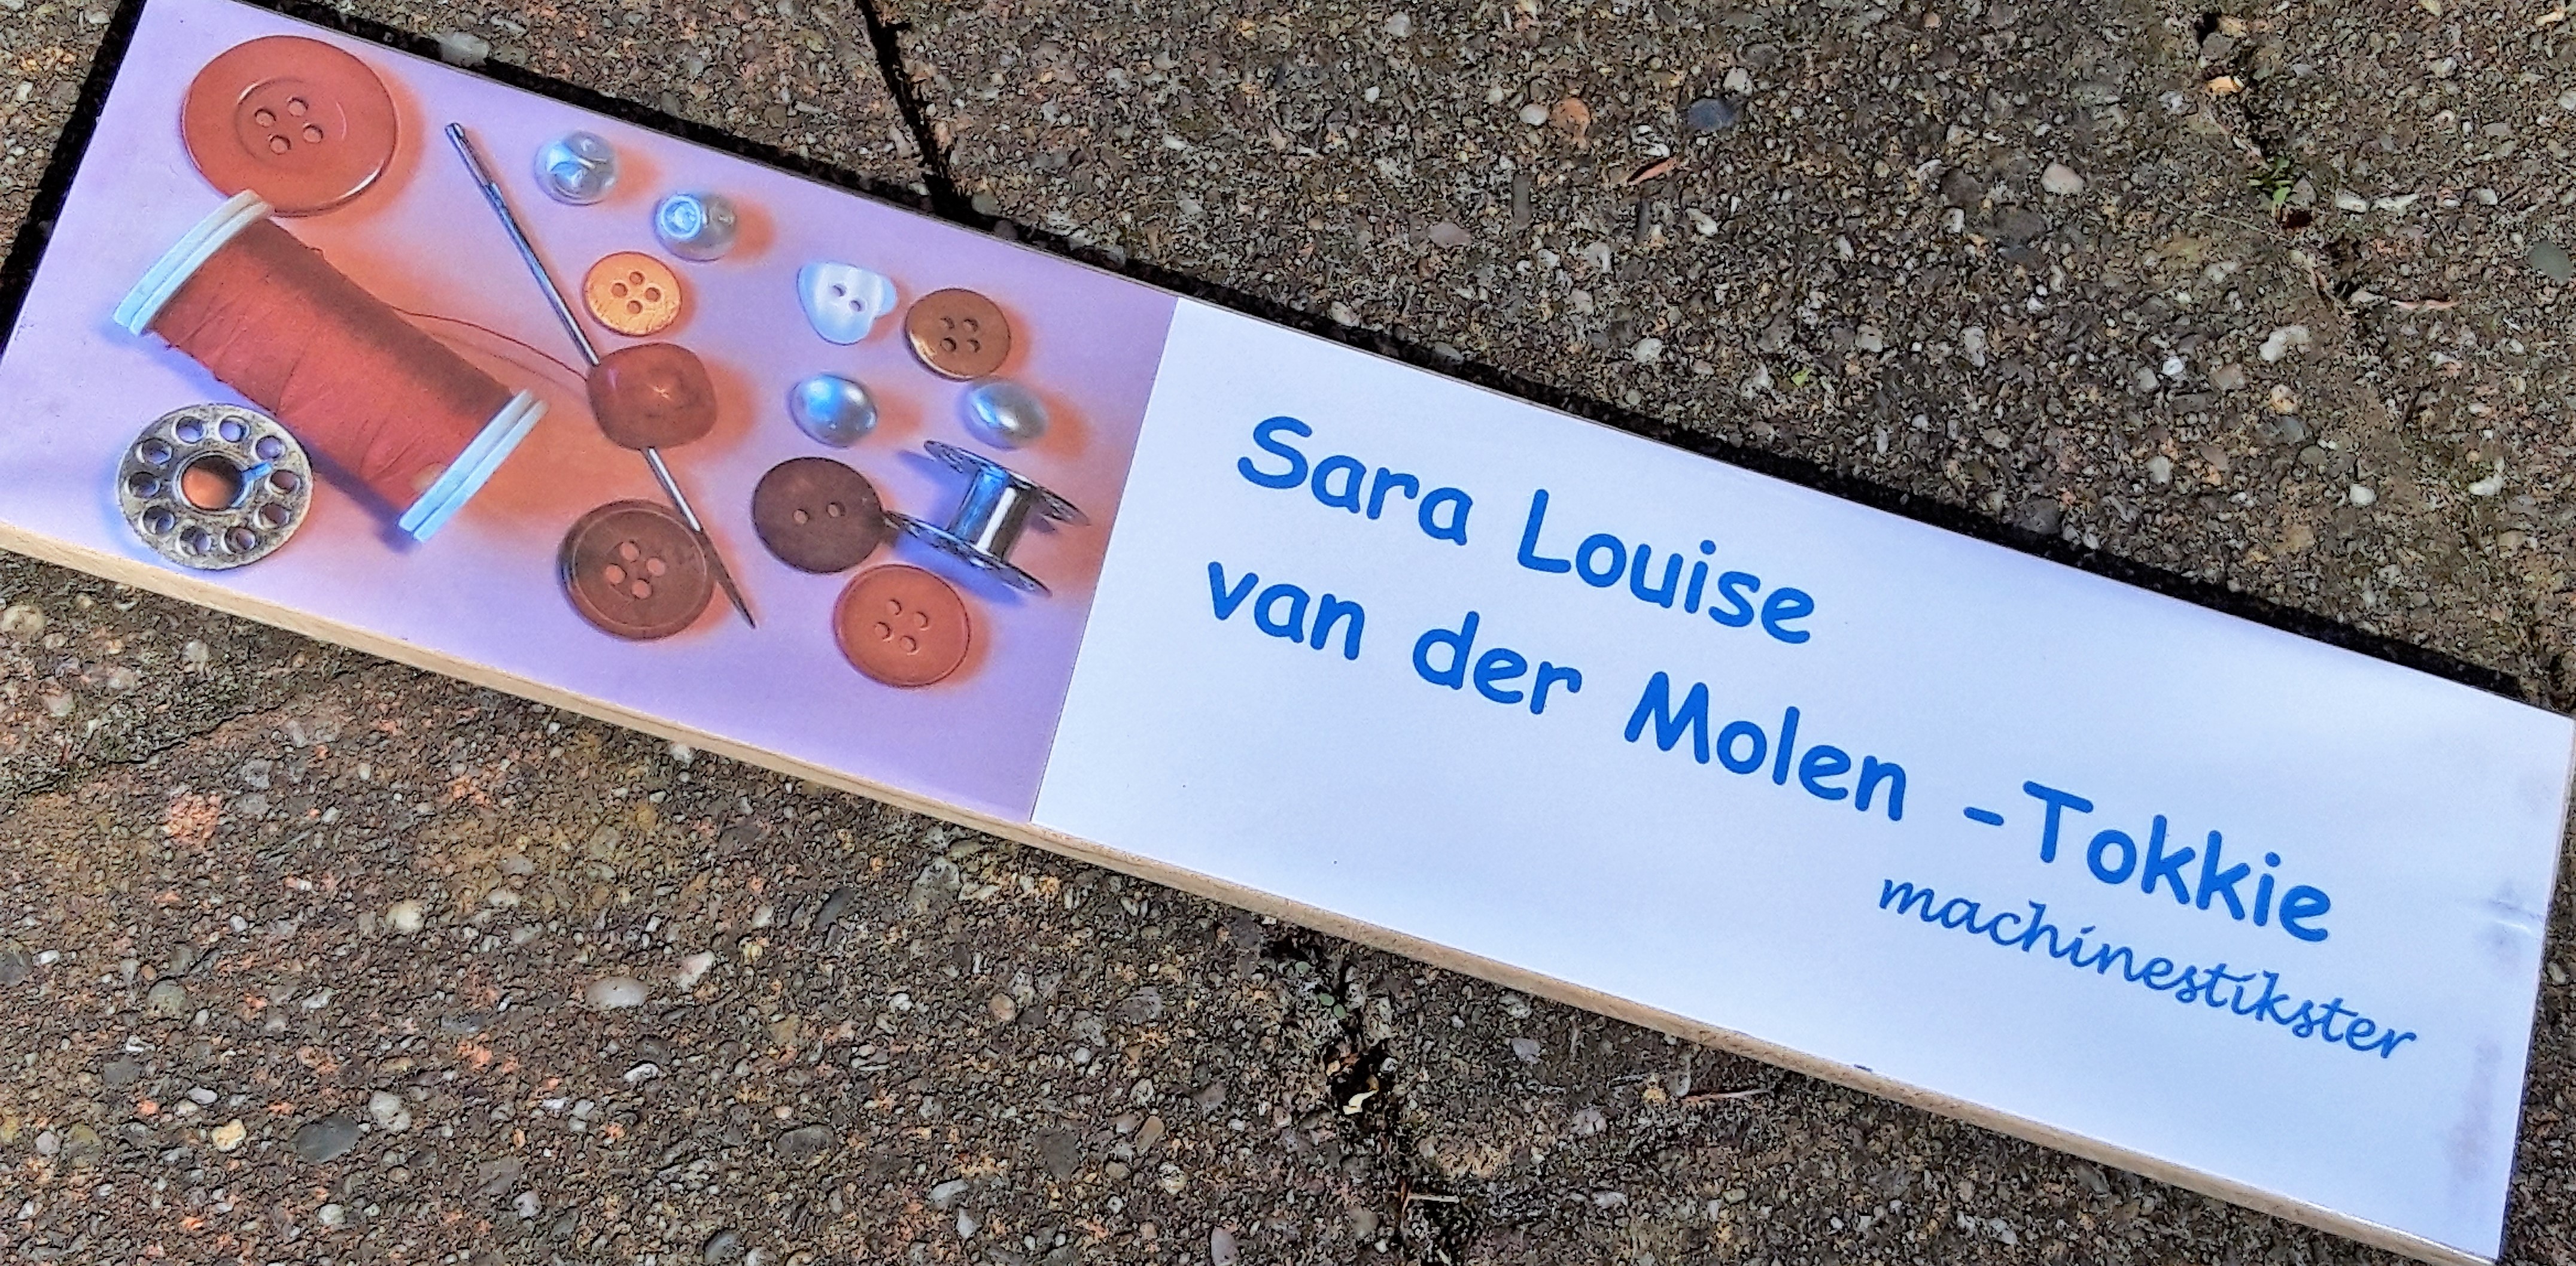 Sara Louise
van der Molen -Tokkie
machinestikster